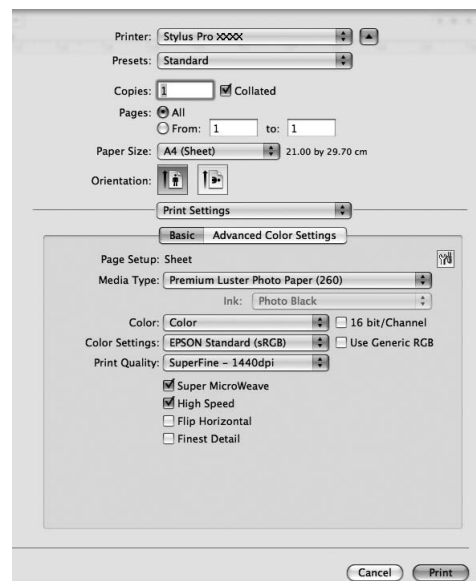 Printer: Stylus Pro XXXX
Presets: Standard
Copies: 1 Collated
Pages: All
From: 1 to: 1
Paper Size: A4 (Sheet) 21.00 by 29.70 cm
Orientation:
Print Settings
Basic Advanced Color Settings
Page Setup: Sheet
Media Type: Premium Luster Photo Paper (260)
Ink: Photo Black
Color: Color 16 bit/Channel
Color Settings: EPSON Standard (sRGB) Use Generic RGB
Print Quality: SuperFine – 1440dpi
Super MicroWeave
High Speed
Flip Horizontal
Finest Detail
Cancel Print